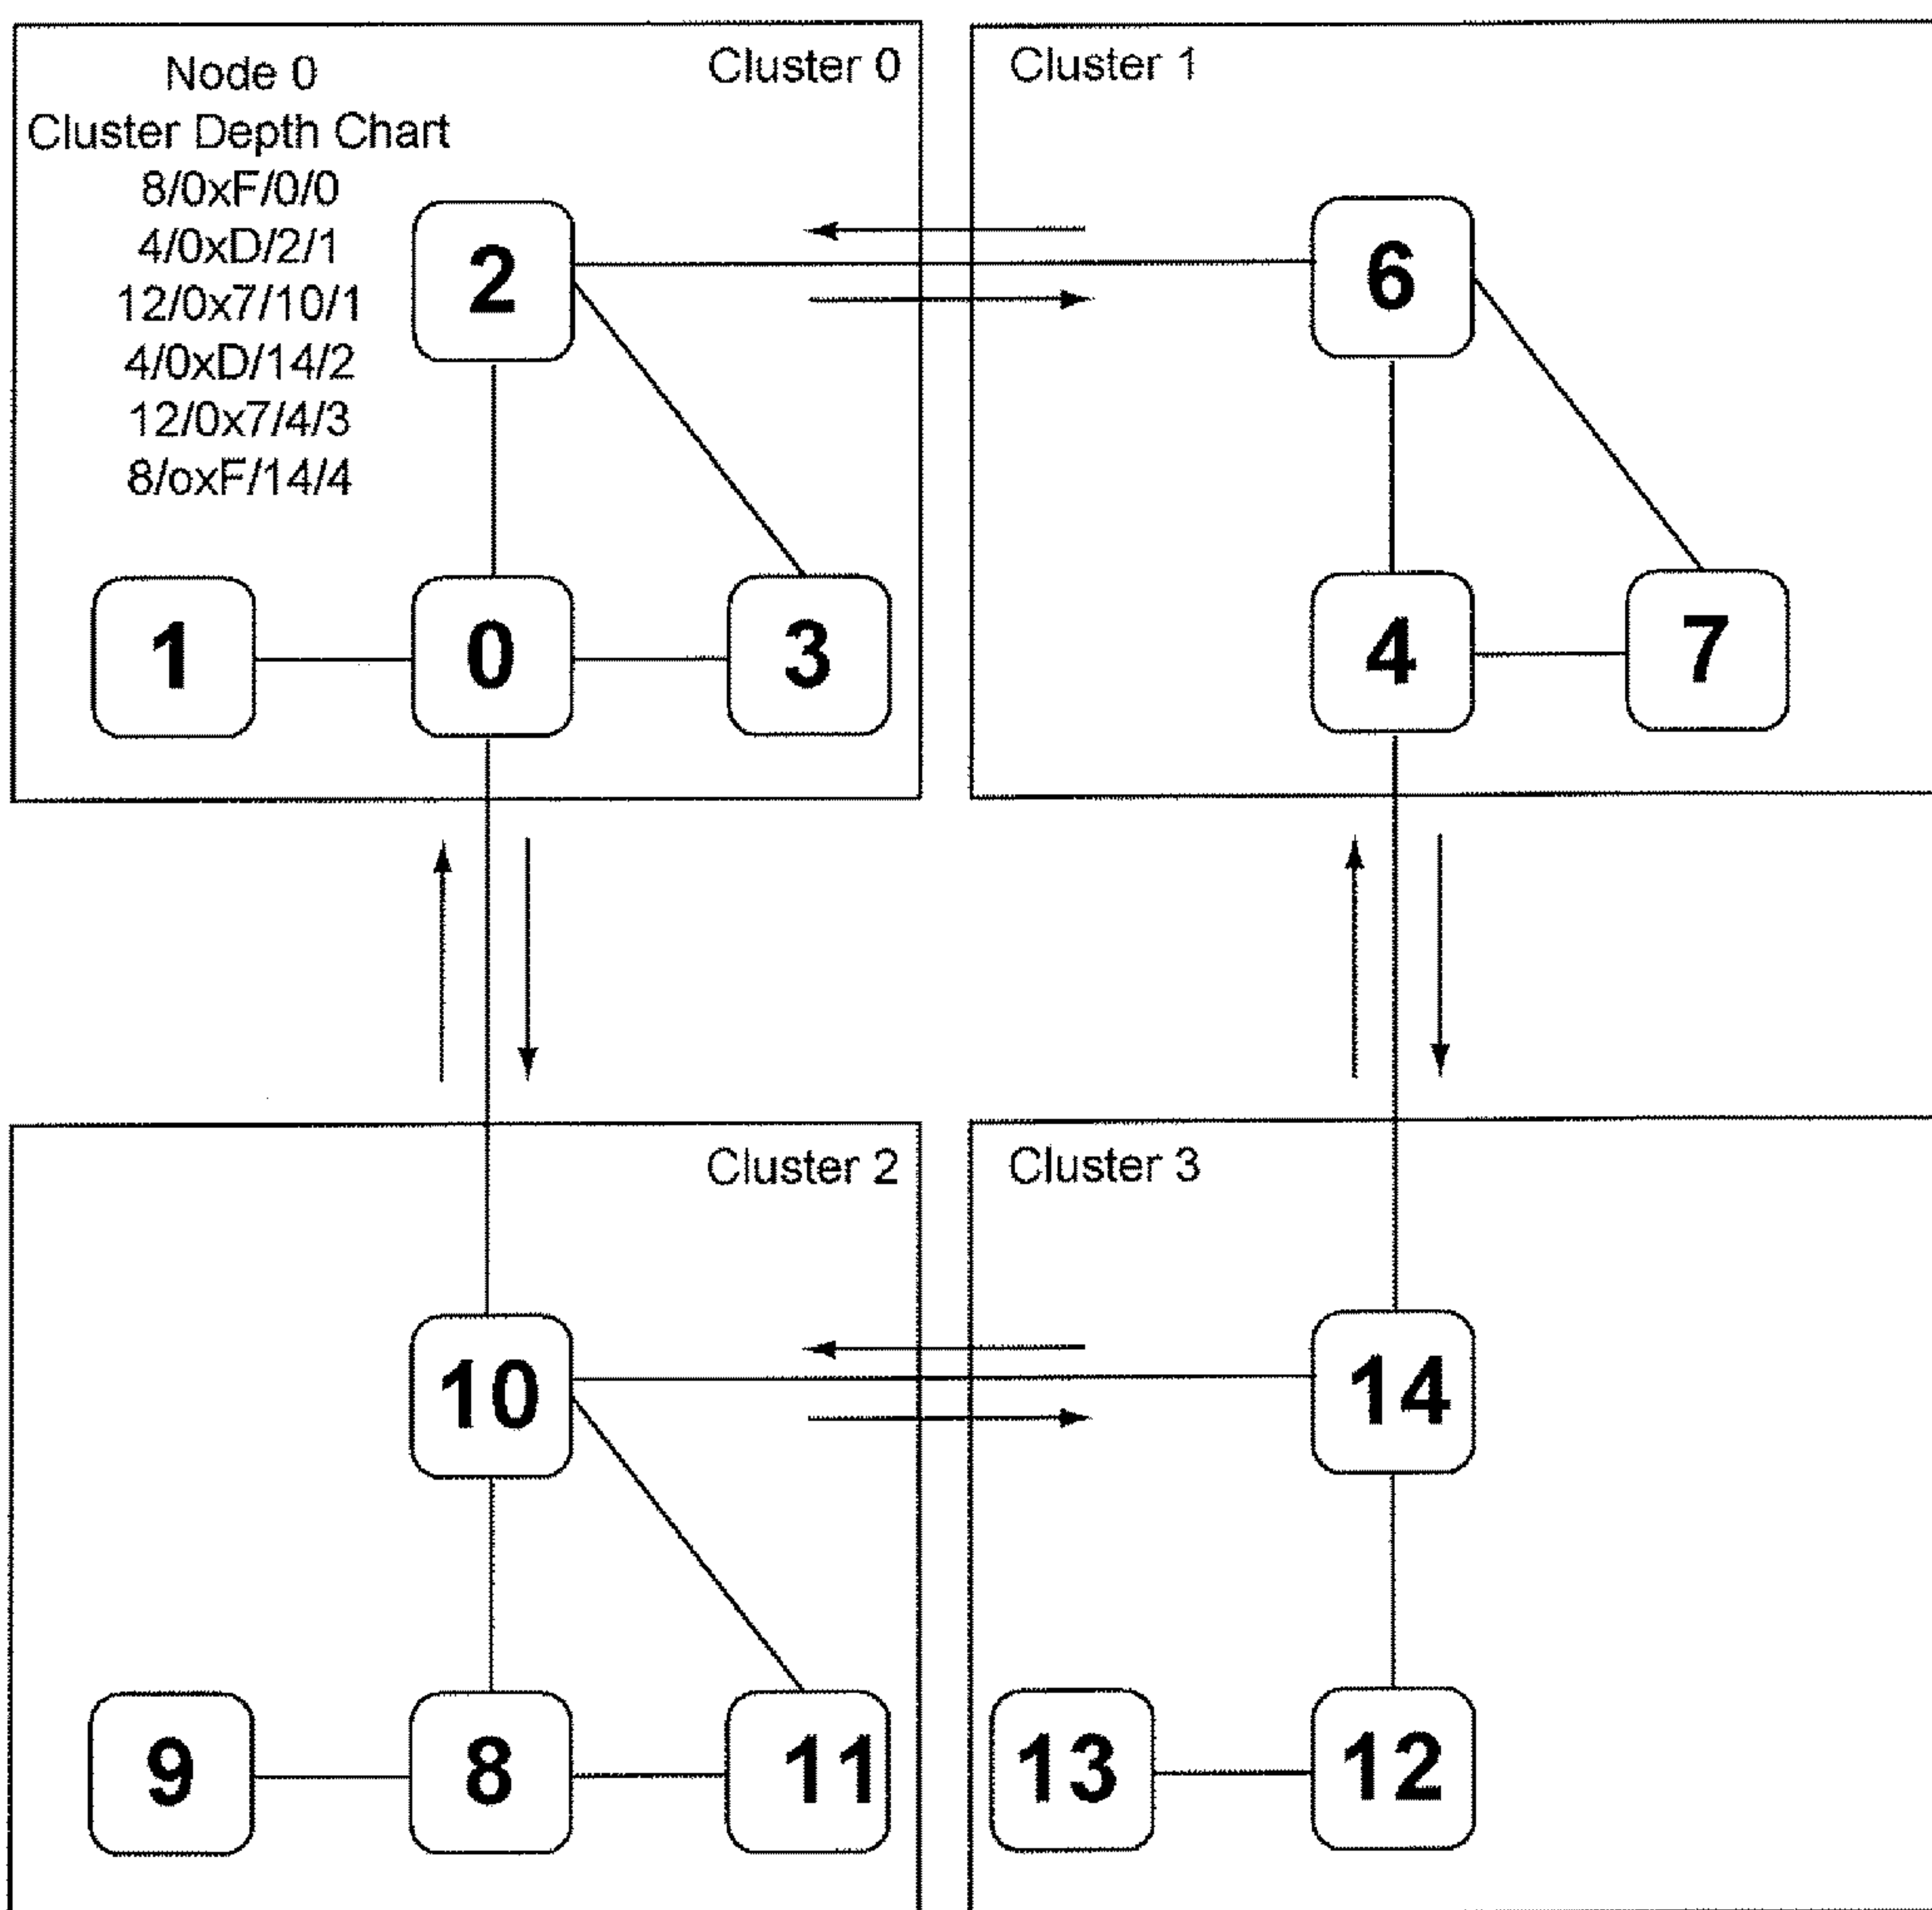 Node 0
Cluster Depth Chart
8/0xF/0/0
4/0xD/2/1
12/0x7/10/1
4/0xD/14/2
12/0x7/4/3
8/oxF/14/4
Cluster 0
2
1
0
3
Cluster 1
6
4
7
Cluster 2
10
9
8
11
Cluster 3
14
13
12